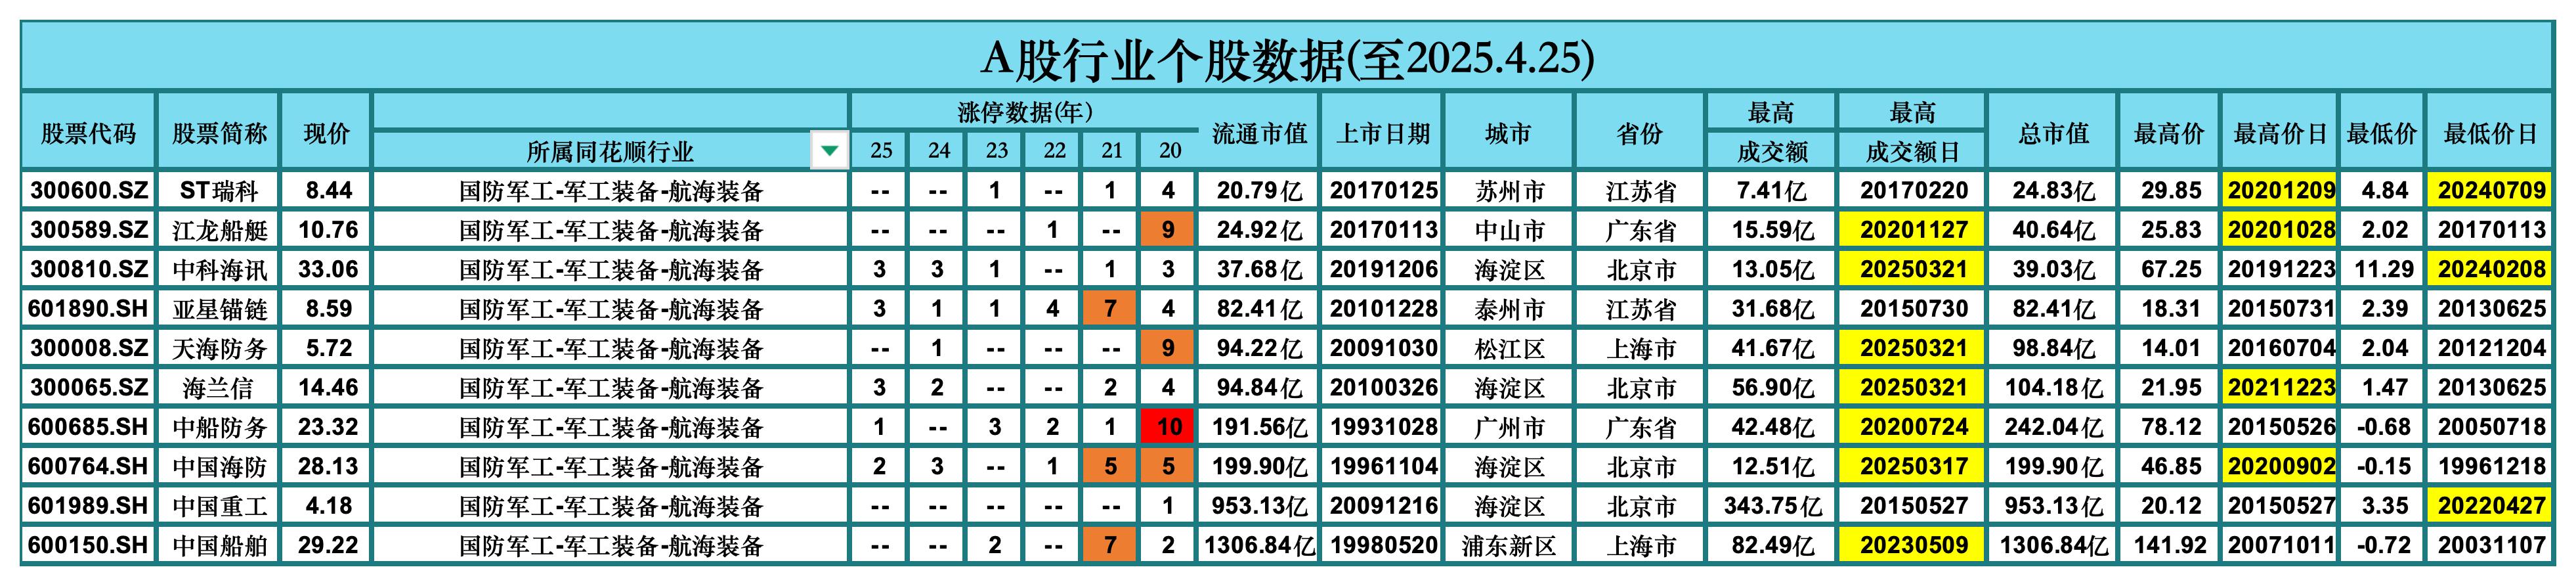 A股行业个股数据(至2025.4.25)
股票代码 股票简称 现价 所属同花顺行业 涨停数据(年) 流通市值 上市日期 城市 省份 最高 最高 总市值 最高价 最高价日 最低价 最低价日
25 24 23 22 21 20 成交额 成交额日
300600.SZ ST瑞科 8.44 国防军工-军工装备-航海装备 -- -- 1 -- 1 4 20.79亿 20170125 苏州市 江苏省 7.41亿 20170220 24.83亿 29.85 20201209 4.84 20240709
300589.SZ 江龙船艇 10.76 国防军工-军工装备-航海装备 -- -- -- 1 -- 9 24.92亿 20170113 中山市 广东省 15.59亿 20201127 40.64亿 25.83 20201028 2.02 20170113
300810.SZ 中科海讯 33.06 国防军工-军工装备-航海装备 3 3 1 -- 1 3 37.68亿 20191206 海淀区 北京市 13.05亿 20250321 39.03亿 67.25 20191223 11.29 20240208
601890.SH 亚星锚链 8.59 国防军工-军工装备-航海装备 3 1 1 4 7 4 82.41亿 20101228 泰州市 江苏省 31.68亿 20150730 82.41亿 18.31 20150731 2.39 20130625
300008.SZ 天海防务 5.72 国防军工-军工装备-航海装备 -- 1 -- -- -- 9 94.22亿 20091030 松江区 上海市 41.67亿 20250321 98.84亿 14.01 20160704 2.04 20121204
300065.SZ 海兰信 14.46 国防军工-军工装备-航海装备 3 2 -- -- 2 4 94.84亿 20100326 海淀区 北京市 56.90亿 20250321 104.18亿 21.95 20211223 1.47 20130625
600685.SH 中船防务 23.32 国防军工-军工装备-航海装备 1 -- 3 2 1 10 191.56亿 19931028 广州市 广东省 42.48亿 20200724 242.04亿 78.12 20150526 -0.68 20050718
600764.SH 中国海防 28.13 国防军工-军工装备-航海装备 2 3 -- 1 5 5 199.90亿 19961104 海淀区 北京市 12.51亿 20250317 199.90亿 46.85 20200902 -0.15 19961218
601989.SH 中国重工 4.18 国防军工-军工装备-航海装备 -- -- -- -- -- 1 953.13亿 20091216 海淀区 北京市 343.75亿 20150527 953.13亿 20.12 20150527 3.35 20220427
600150.SH 中国船舶 29.22 国防军工-军工装备-航海装备 -- -- 2 -- 7 2 1306.84亿 19980520 浦东新区 上海市 82.49亿 20230509 1306.84亿 141.92 20071011 -0.72 20031107